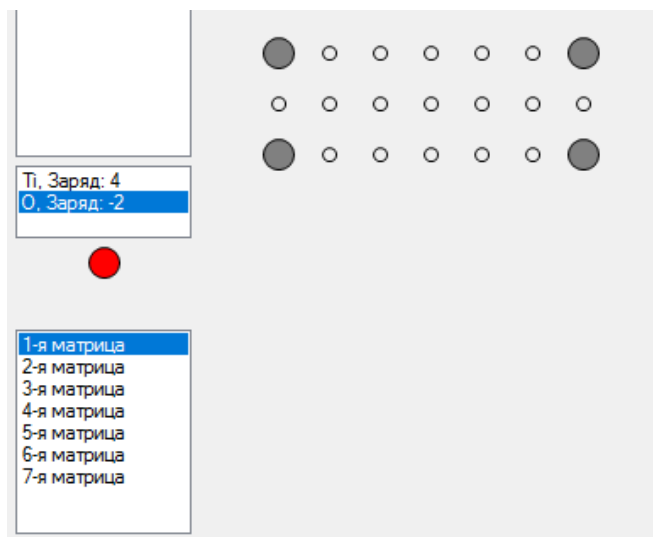 Ti, Заряд: 4
O, Заряд: -2
1-я матрица
2-я матрица
3-я матрица
4-я матрица
5-я матрица
6-я матрица
7-я матрица